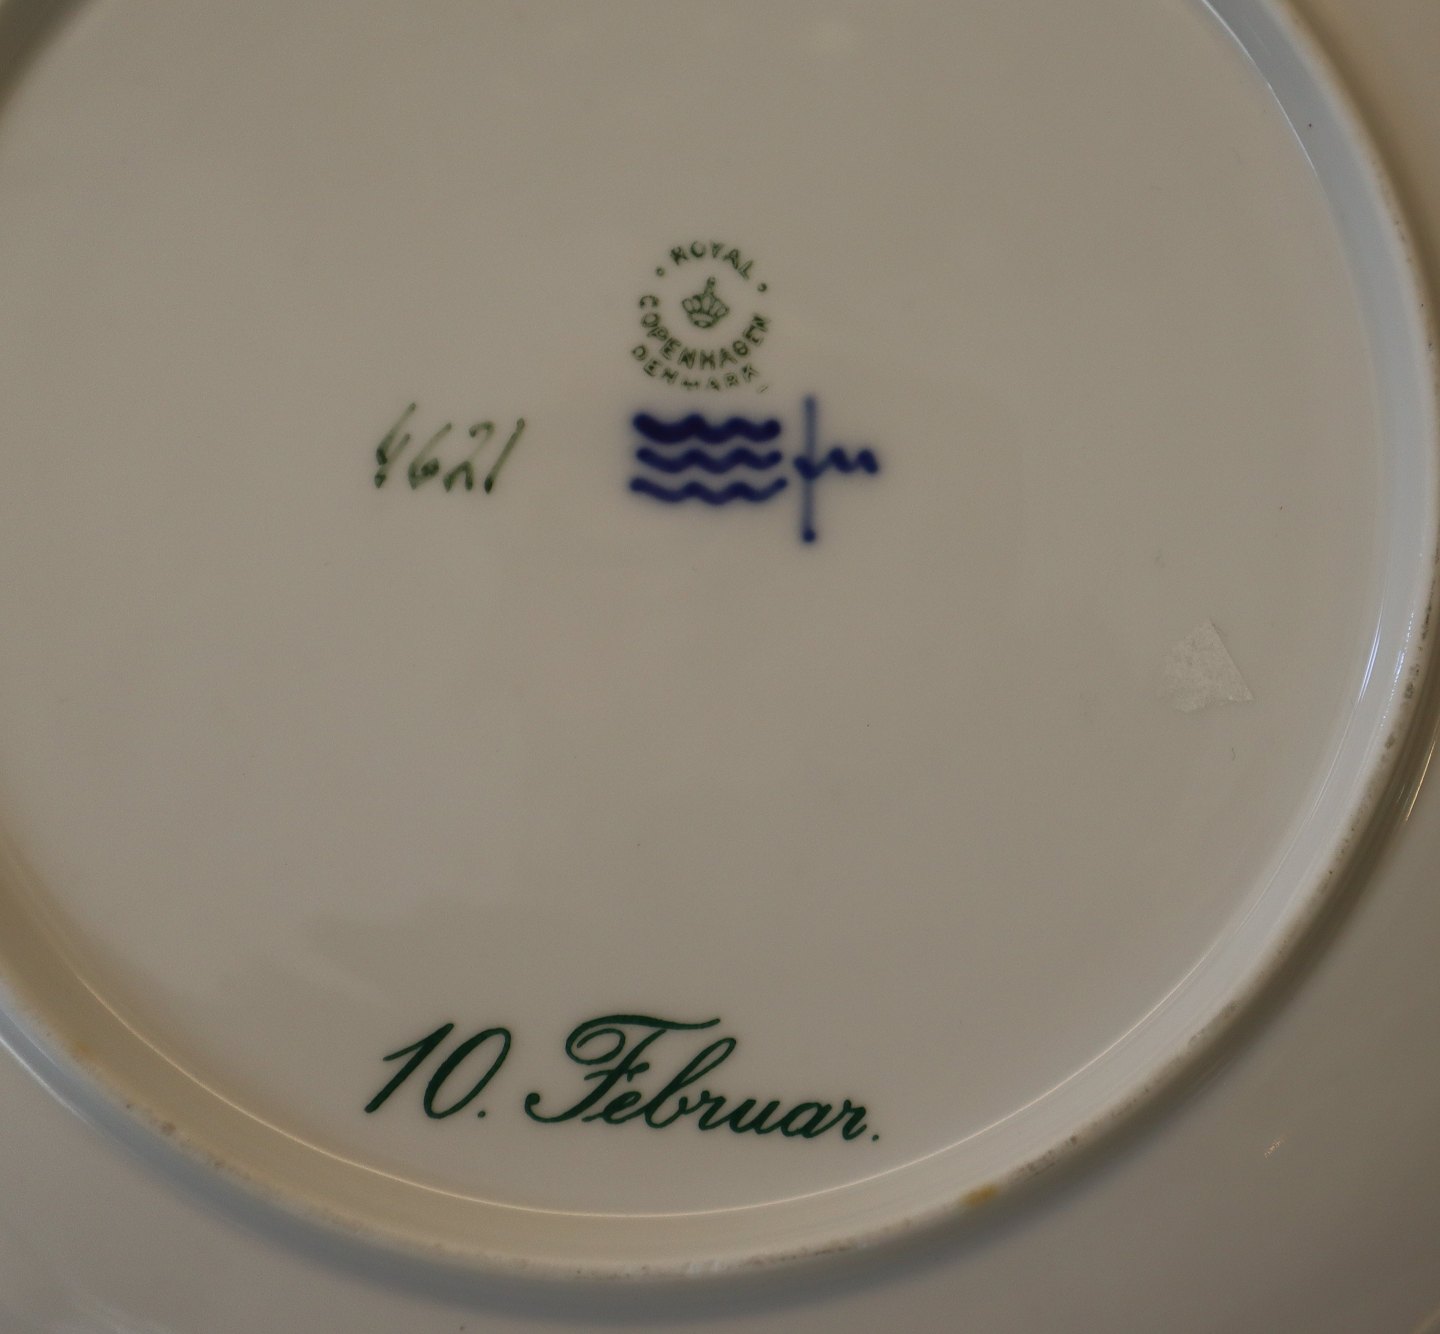 ROYAL
COPENHAGEN
DENMARK
4621
10. Februar.